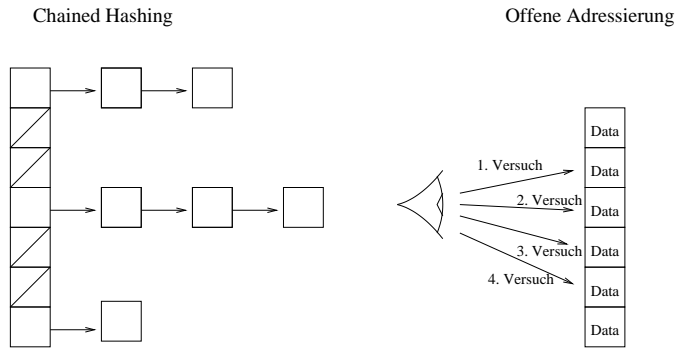 Chained Hashing
Offene Adressierung
Data
1. Versuch
Data
2. Versuch
Data
3. Versuch
Data
4. Versuch
Data
Data